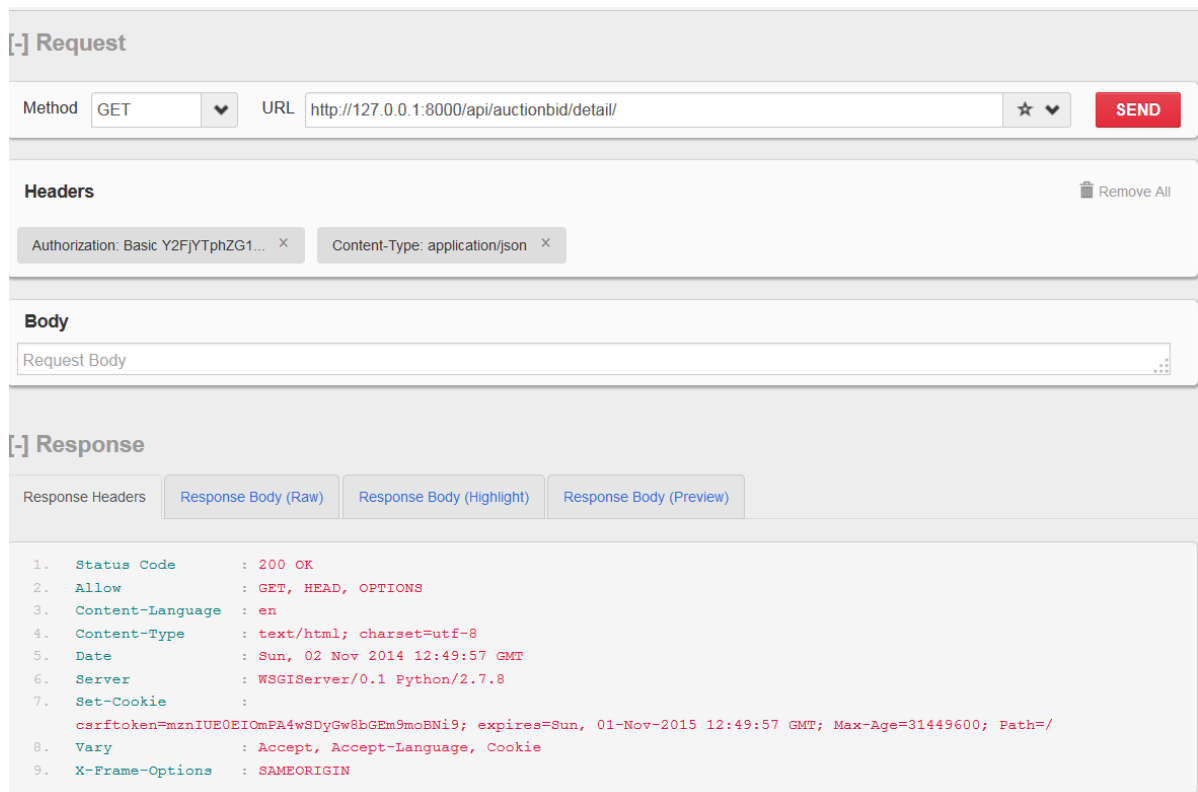 [-] Request
Method GET URL http://127.0.0.1:8000/api/auctionbid/detail/ SEND
Headers Remove All
Authorization: Basic Y2FjYTphZG1... × Content-Type: application/json ×
Body
Request Body
[-] Response
Response Headers Response Body (Raw) Response Body (Highlight) Response Body (Preview)
1. Status Code : 200 OK
2. Allow : GET, HEAD, OPTIONS
3. Content-Language : en
4. Content-Type : text/html; charset=utf-8
5. Date : Sun, 02 Nov 2014 12:49:57 GMT
6. Server : WSGIServer/0.1 Python/2.7.8
7. Set-Cookie :
csrftoken=mznIUE0EIOmPA4wSDyGw8bGEm9moBNi9; expires=Sun, 01-Nov-2015 12:49:57 GMT; Max-Age=31449600; Path=/
8. Vary : Accept, Accept-Language, Cookie
9. X-Frame-Options : SAMEORIGIN